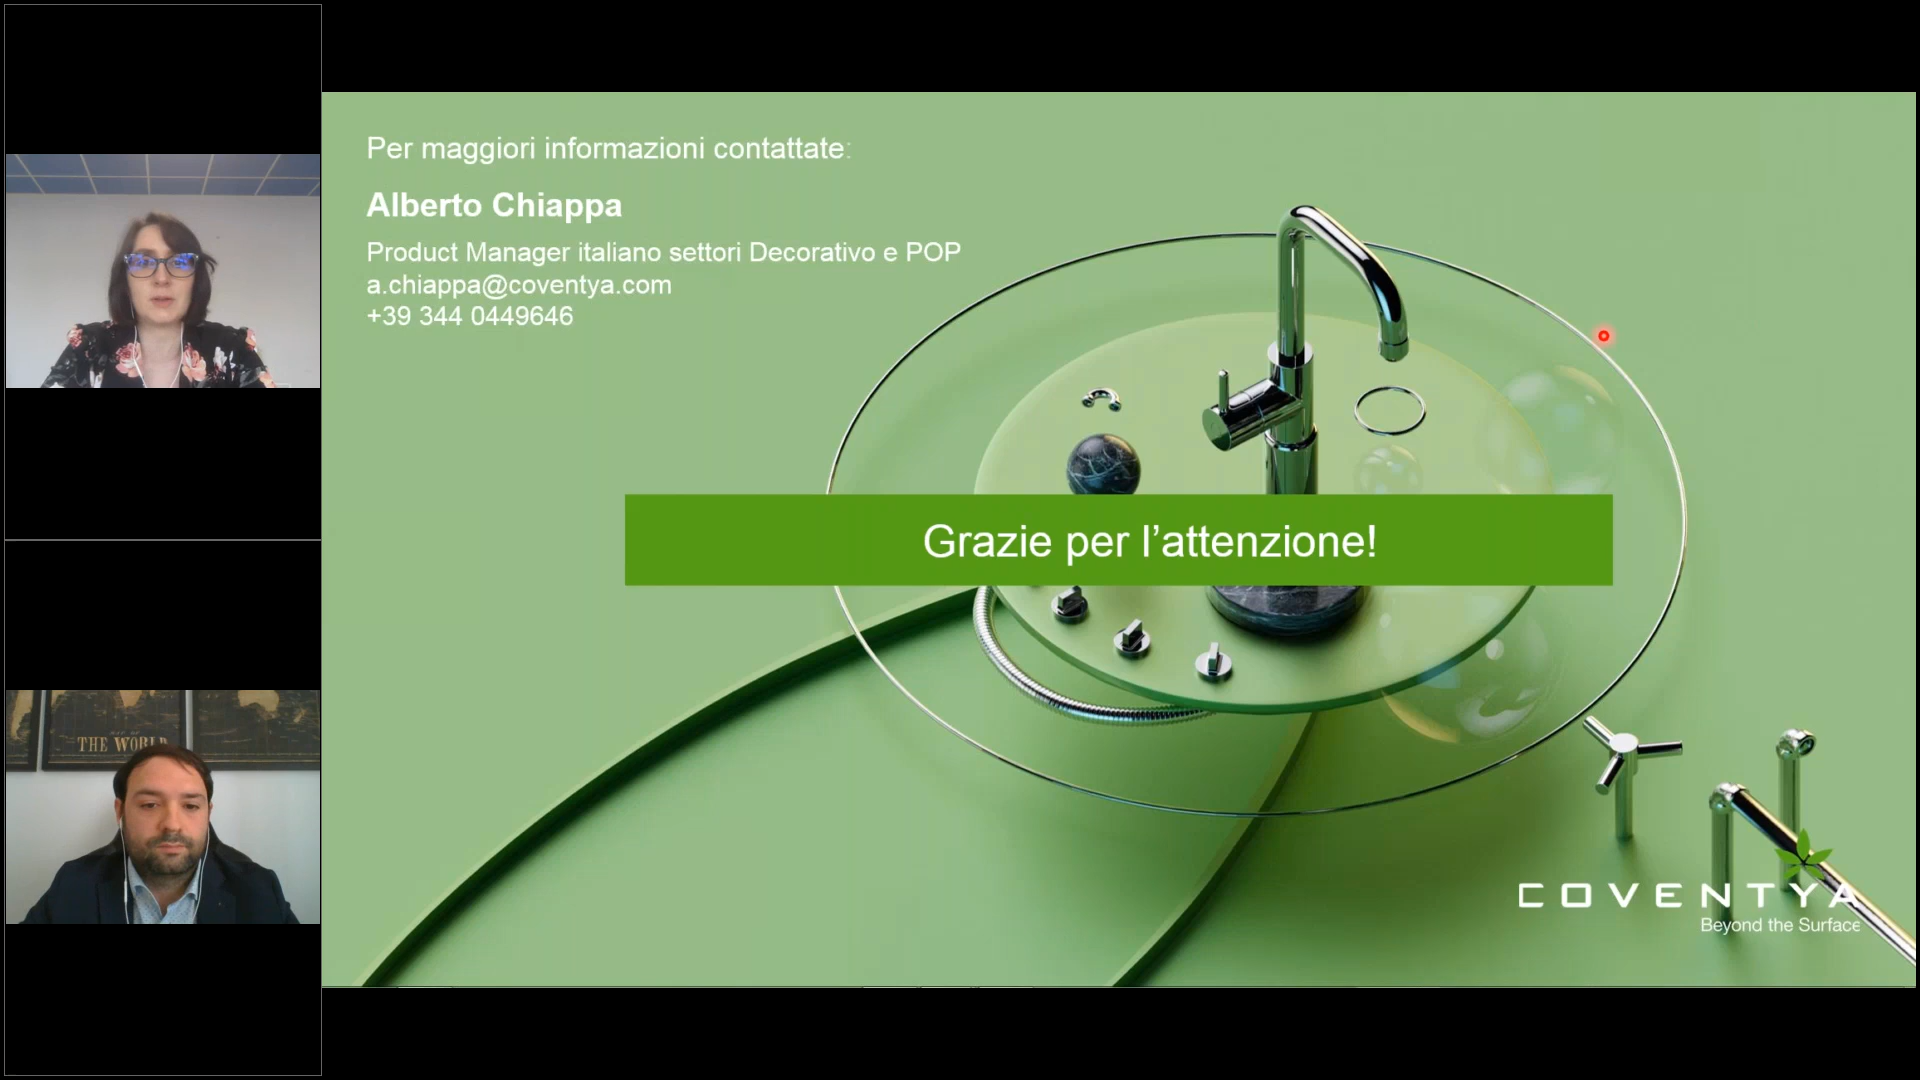 Per maggiori informazioni contattate:
Alberto Chiappa
Product Manager italiano settori Decorativo e POP
a.chiappa@coventya.com
+39 344 0449646
Grazie per l’attenzione!
THE WORLD
COVENTYA
Beyond the Surface